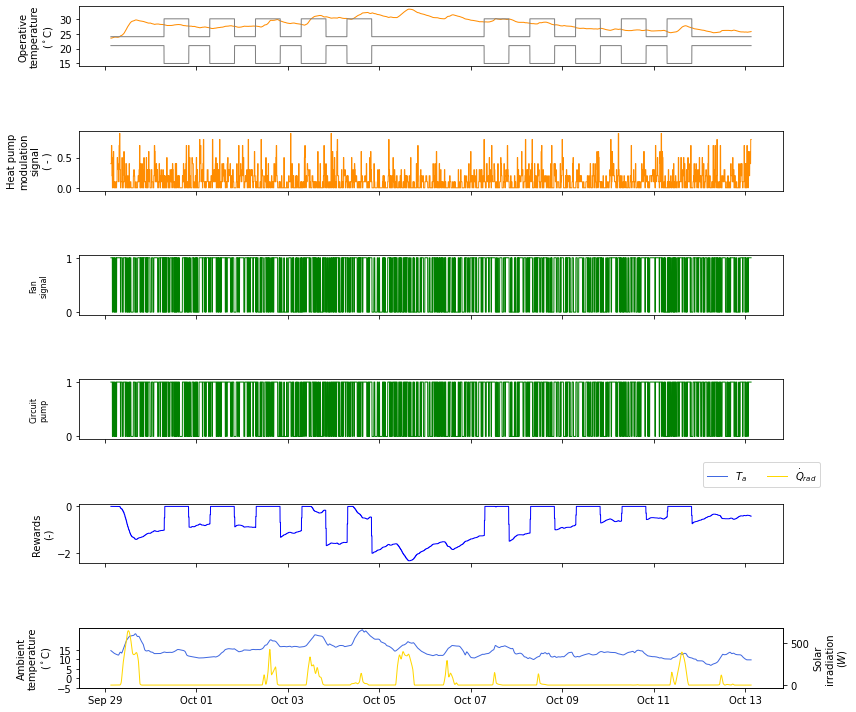 Operative
temperature
(°C)
30
25
20
15
Heat pump
modulation
signal
( - )
0.5
0.0
Fan
signal
1
0
Circuit
pump
1
0
T_a
Q̇_rad
Rewards
(-)
0
−2
Ambient
temperature
(°C)
15
10
5
0
−5
500
0
Solar
irradiation
(W)
Sep 29 Oct 01 Oct 03 Oct 05 Oct 07 Oct 09 Oct 11 Oct 13